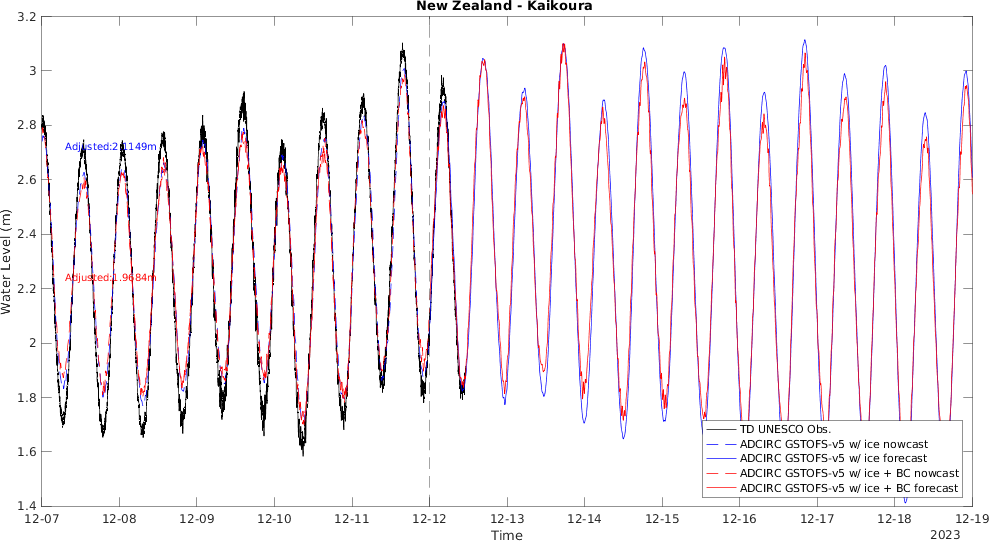 New Zealand - Kaikoura
3.2
3
2.8
2.6
2.4
2.2
2
1.8
1.6
1.4
Water Level (m)
Adjusted:2.1149m
Adjusted:1.9684m
TD UNESCO Obs.
ADCIRC GSTOFS-v5 w/ ice nowcast
ADCIRC GSTOFS-v5 w/ ice forecast
ADCIRC GSTOFS-v5 w/ ice + BC nowcast
ADCIRC GSTOFS-v5 w/ ice + BC forecast
12-07 12-08 12-09 12-10 12-11 12-12 12-13 12-14 12-15 12-16 12-17 12-18 12-19
Time
2023